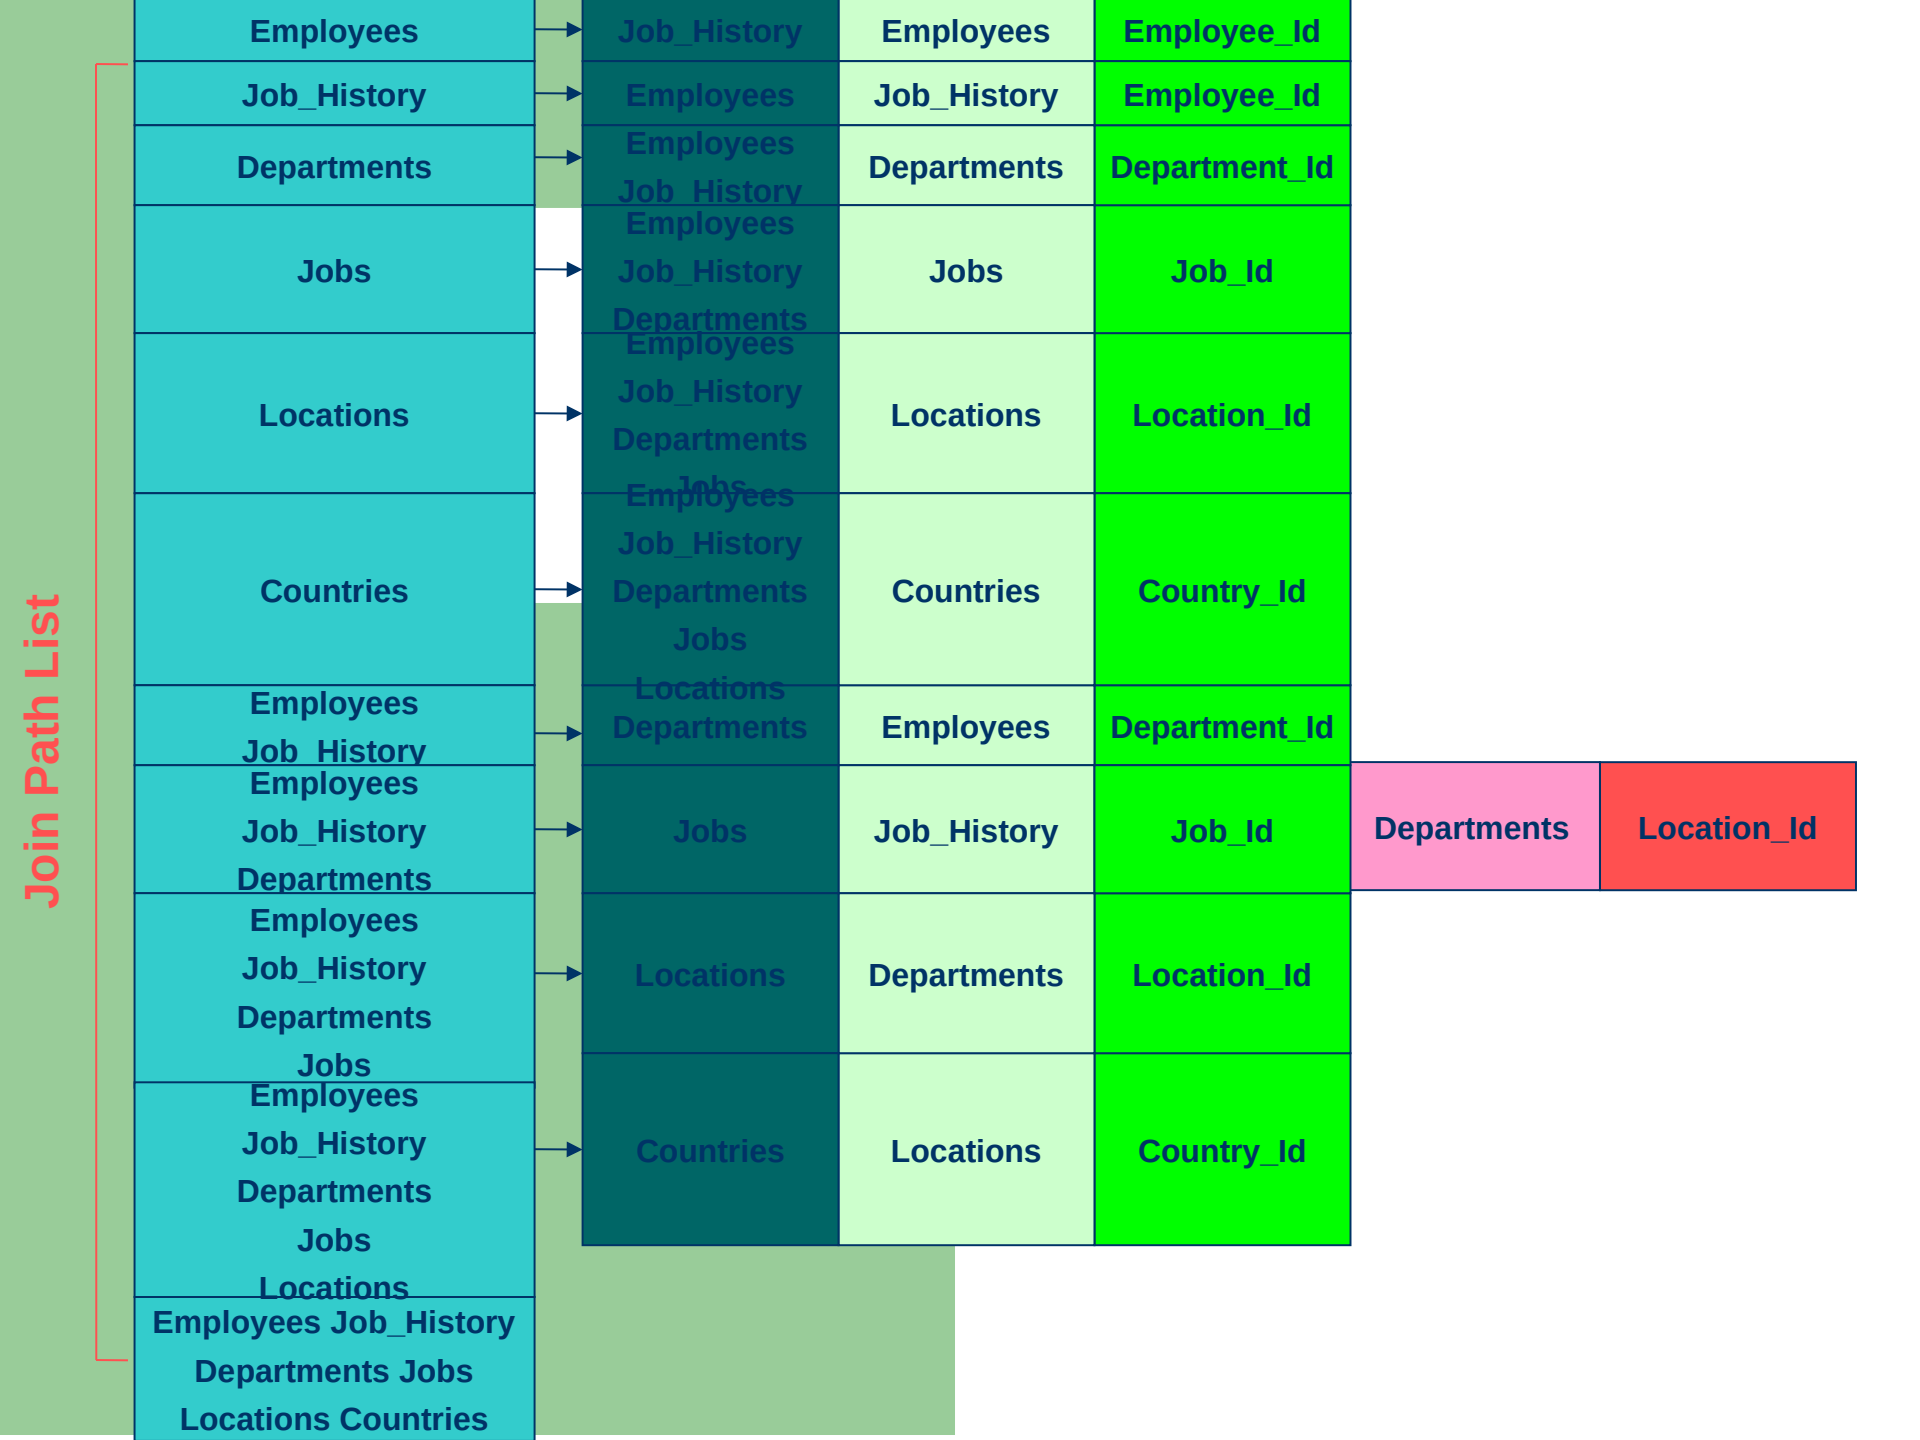 Join Path List
Employees Job_History Employees Employee_Id
Job_History Employees Job_History Employee_Id
Departments
Employees
Job_History
Departments Department_Id
Jobs
Employees
Job_History
Departments
Jobs Job_Id
Locations
Employees
Job_History
Departments
Jobs
Locations Location_Id
Countries
Employees
Job_History
Departments
Jobs
Locations
Countries Country_Id
Employees
Job_History
Departments Employees Department_Id
Employees
Job_History
Departments
Jobs Job_History Job_Id Departments Location_Id
Employees
Job_History
Departments
Jobs
Locations Departments Location_Id
Employees
Job_History
Departments
Jobs
Locations
Countries Locations Country_Id
Employees Job_History
Departments Jobs
Locations Countries